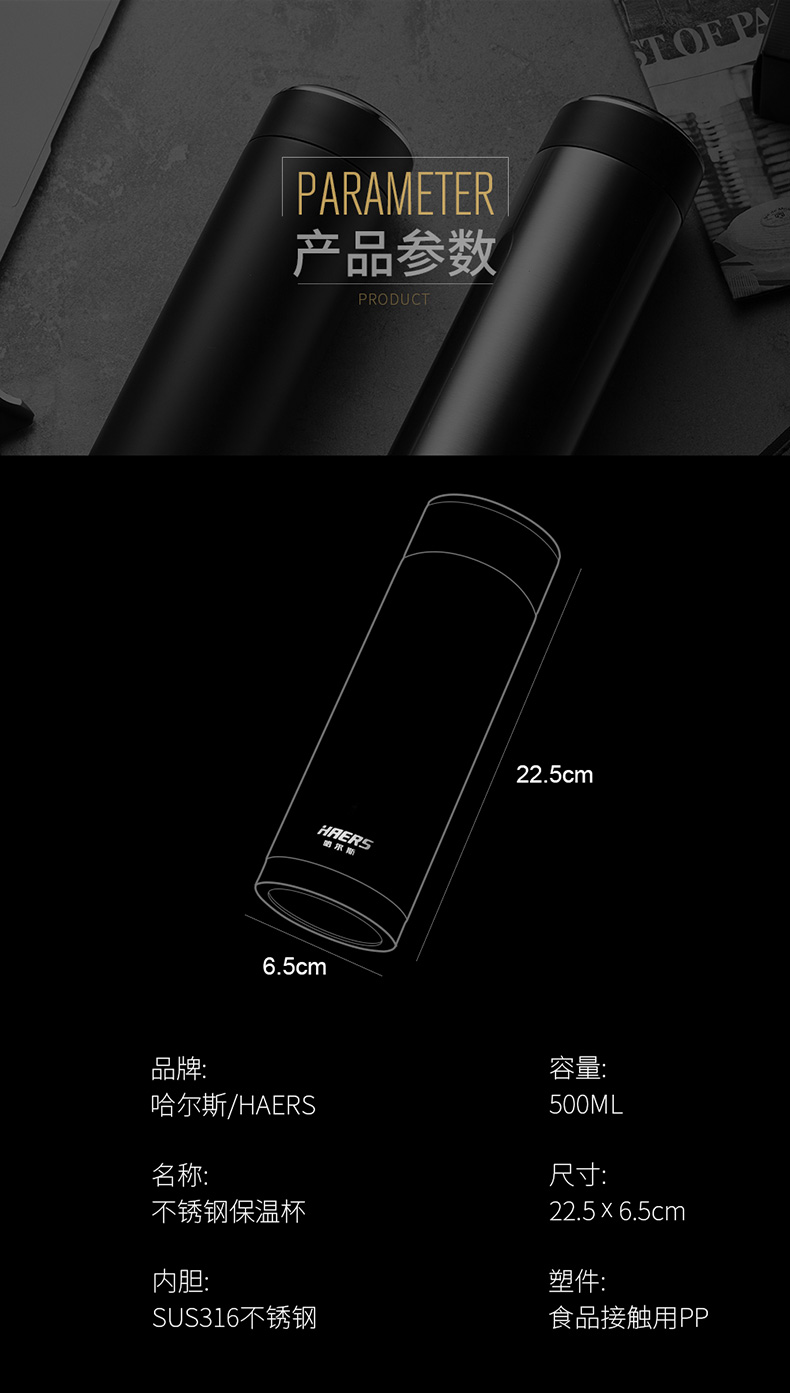 ST OF PA
PARAMETER
产品参数
PRODUCT
22.5cm
HAERS
哈尔斯
6.5cm
品牌:
哈尔斯/HAERS
容量:
500ML
名称:
不锈钢保温杯
尺寸:
22.5 x 6.5cm
内胆:
SUS316不锈钢
塑件:
食品接触用PP